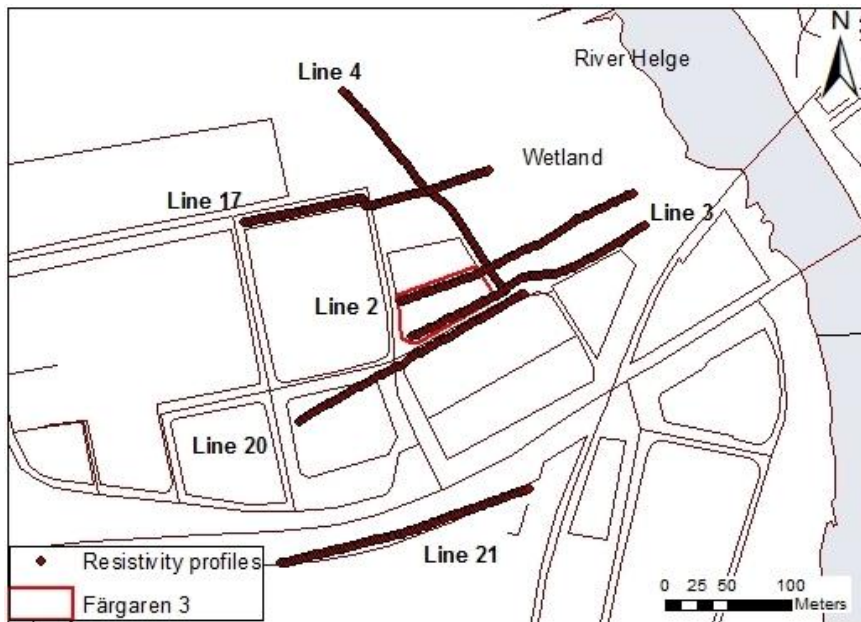 N
River Helge
Line 4
Wetland
Line 17
Line 3
Line 2
Line 20
Line 21
Resistivity profiles
Färgaren 3
0 25 50 100
Meters